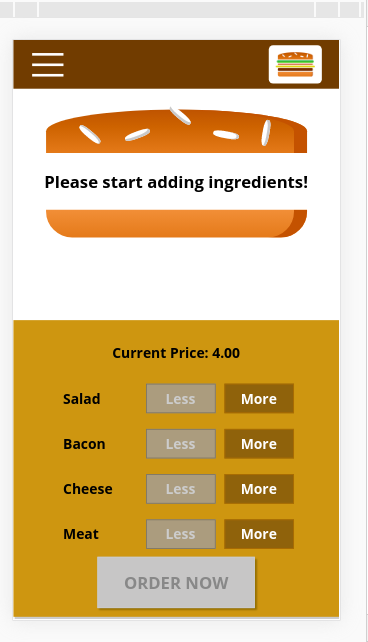 Please start adding ingredients!
Current Price: 4.00
Salad Less More
Bacon Less More
Cheese Less More
Meat Less More
ORDER NOW